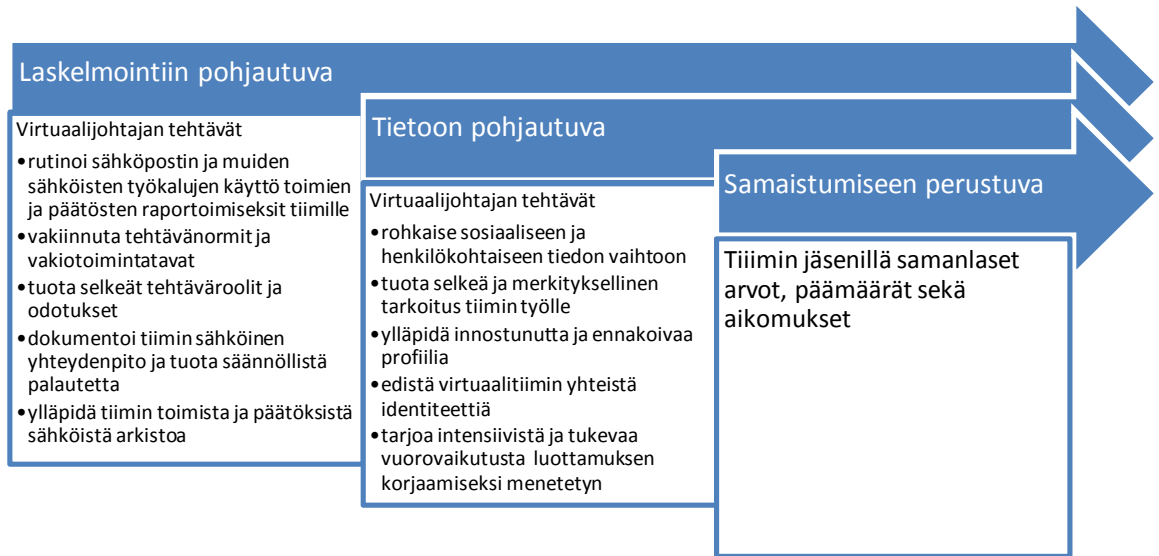 Laskelmointiin pohjautuva
Virtuaalijohtajan tehtävät
•rutinoi sähköpostin ja muiden
sähköisten työkalujen käyttö toimien
ja päätösten raportoimiseksit tiimille
•vakiinnuta tehtävänormit ja
vakiotoimintatavat
•tuota selkeät tehtäväroolit ja
odotukset
•dokumentoi tiimin sähköinen
yhteydenpito ja tuota säännöllistä
palautetta
•ylläpidä tiimin toimista ja päätöksistä
sähköistä arkistoa
Tietoon pohjautuva
Virtuaalijohtajan tehtävät
•rohkaise sosiaaliseen ja
henkilökohtaiseen tiedon vaihtoon
•tuota selkeä ja merkityksellinen
tarkoitus tiimin työlle
•ylläpidä innostunutta ja ennakoivaa
profiilia
•edistä virtuaalitiimin yhteistä
identiteettiä
•tarjoa intensiivistä ja tukevaa
vuorovaikutusta luottamuksen
korjaamiseksi menetetyn
Samaistumiseen perustuva
Tiiimin jäsenillä samanlaset
arvot, päämäärät sekä
aikomukset